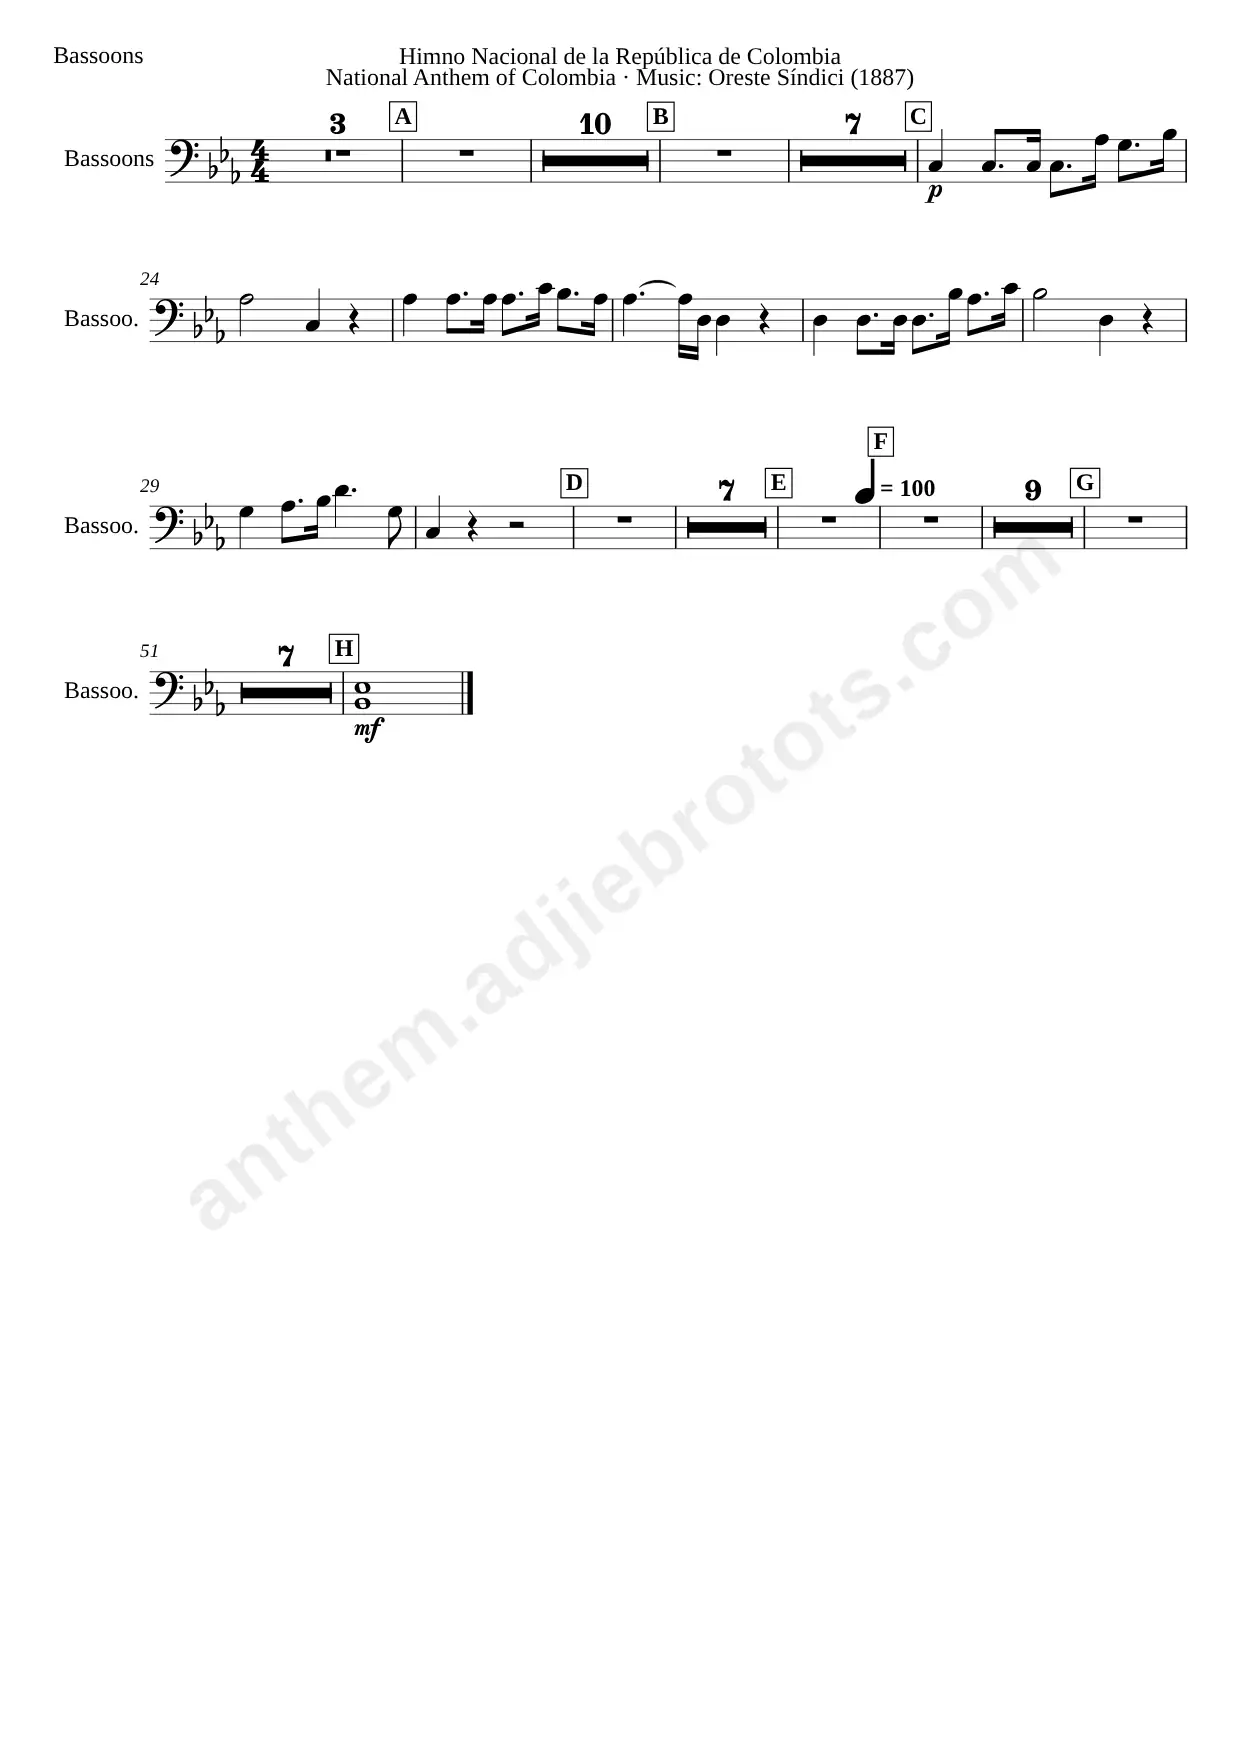 Bassoons
Himno Nacional de la República de Colombia
National Anthem of Colombia · Music: Oreste Síndici (1887)
3 A 10 B 7 C
Bassoons
p
24
Bassoo.
F
29 D 7 E = 100 9 G
Bassoo.
51 7 H
Bassoo.
mf
anthem.adjiebrotots.com